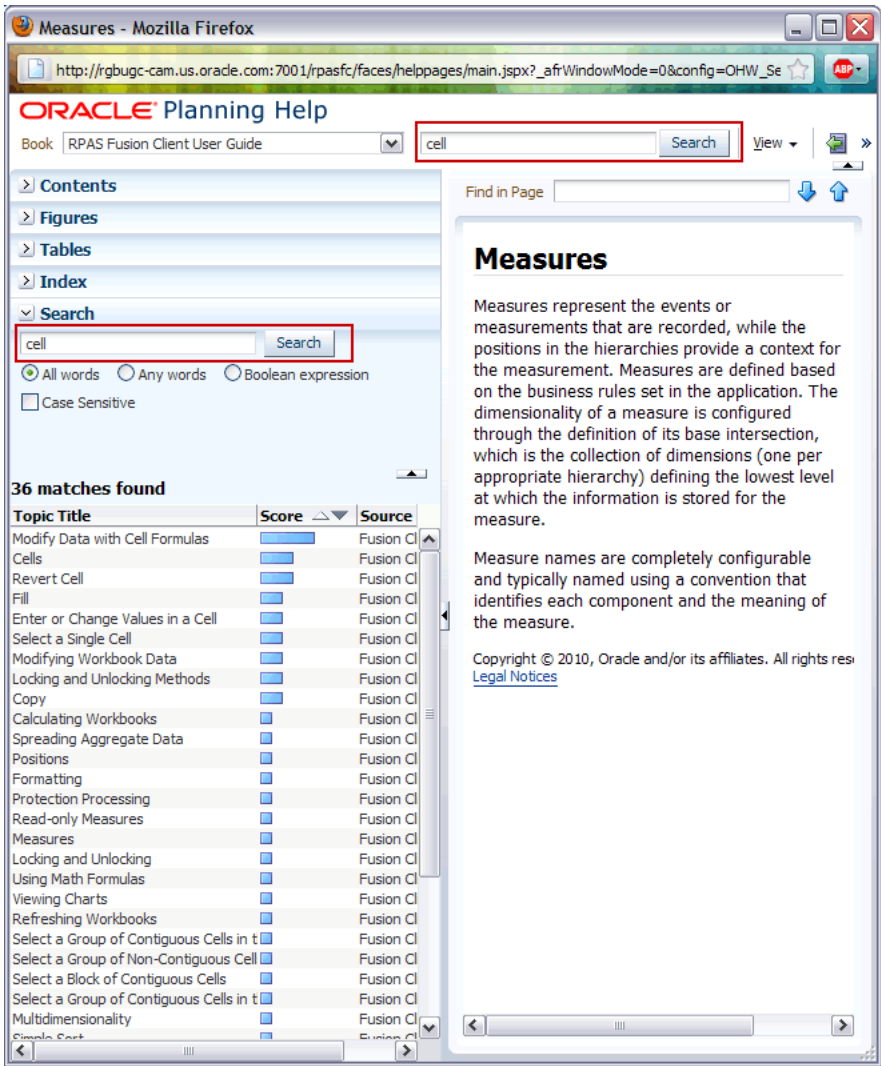 Measures - Mozilla Firefox
http://rgbugc-cam.us.oracle.com:7001/rpasfc/faces/helppages/main.jspx?_afrWindowMode=0&config=OHW_Se
ABP
ORACLE Planning Help
Book RPAS Fusion Client User Guide cell Search View »
Contents
Figures
Tables
Index
Search
cell Search
All words Any words Boolean expression
Case Sensitive
36 matches found
Topic Title Score Source
Modify Data with Cell Formulas Fusion Cl
Cells Fusion Cl
Revert Cell Fusion Cl
Fill Fusion Cl
Enter or Change Values in a Cell Fusion Cl
Select a Single Cell Fusion Cl
Modifying Workbook Data Fusion Cl
Locking and Unlocking Methods Fusion Cl
Copy Fusion Cl
Calculating Workbooks Fusion Cl
Spreading Aggregate Data Fusion Cl
Positions Fusion Cl
Formatting Fusion Cl
Protection Processing Fusion Cl
Read-only Measures Fusion Cl
Measures Fusion Cl
Locking and Unlocking Fusion Cl
Using Math Formulas Fusion Cl
Viewing Charts Fusion Cl
Refreshing Workbooks Fusion Cl
Select a Group of Contiguous Cells in t Fusion Cl
Select a Group of Non-Contiguous Cell Fusion Cl
Select a Block of Contiguous Cells Fusion Cl
Select a Group of Contiguous Cells in t Fusion Cl
Multidimensionality Fusion Cl
Simple Sort Fusion Cl
Find in Page
Measures
Measures represent the events or
measurements that are recorded, while the
positions in the hierarchies provide a context for
the measurement. Measures are defined based
on the business rules set in the application. The
dimensionality of a measure is configured
through the definition of its base intersection,
which is the collection of dimensions (one per
appropriate hierarchy) defining the lowest level
at which the information is stored for the
measure.
Measure names are completely configurable
and typically named using a convention that
identifies each component and the meaning of
the measure.
Copyright © 2010, Oracle and/or its affiliates. All rights rese
Legal Notices